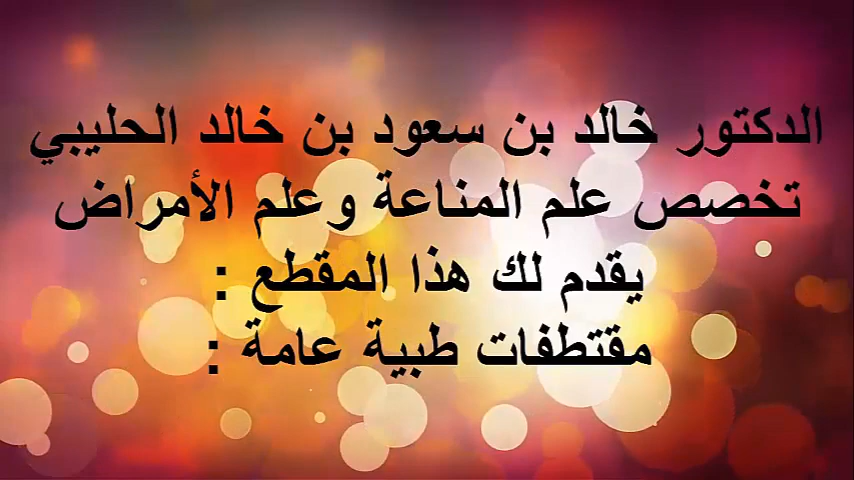 الدكتور خالد بن سعود بن خالد الحليبي
تخصص علم المناعة وعلم الأمراض
يقدم لك هذا المقطع :
مقتطفات طبية عامة :